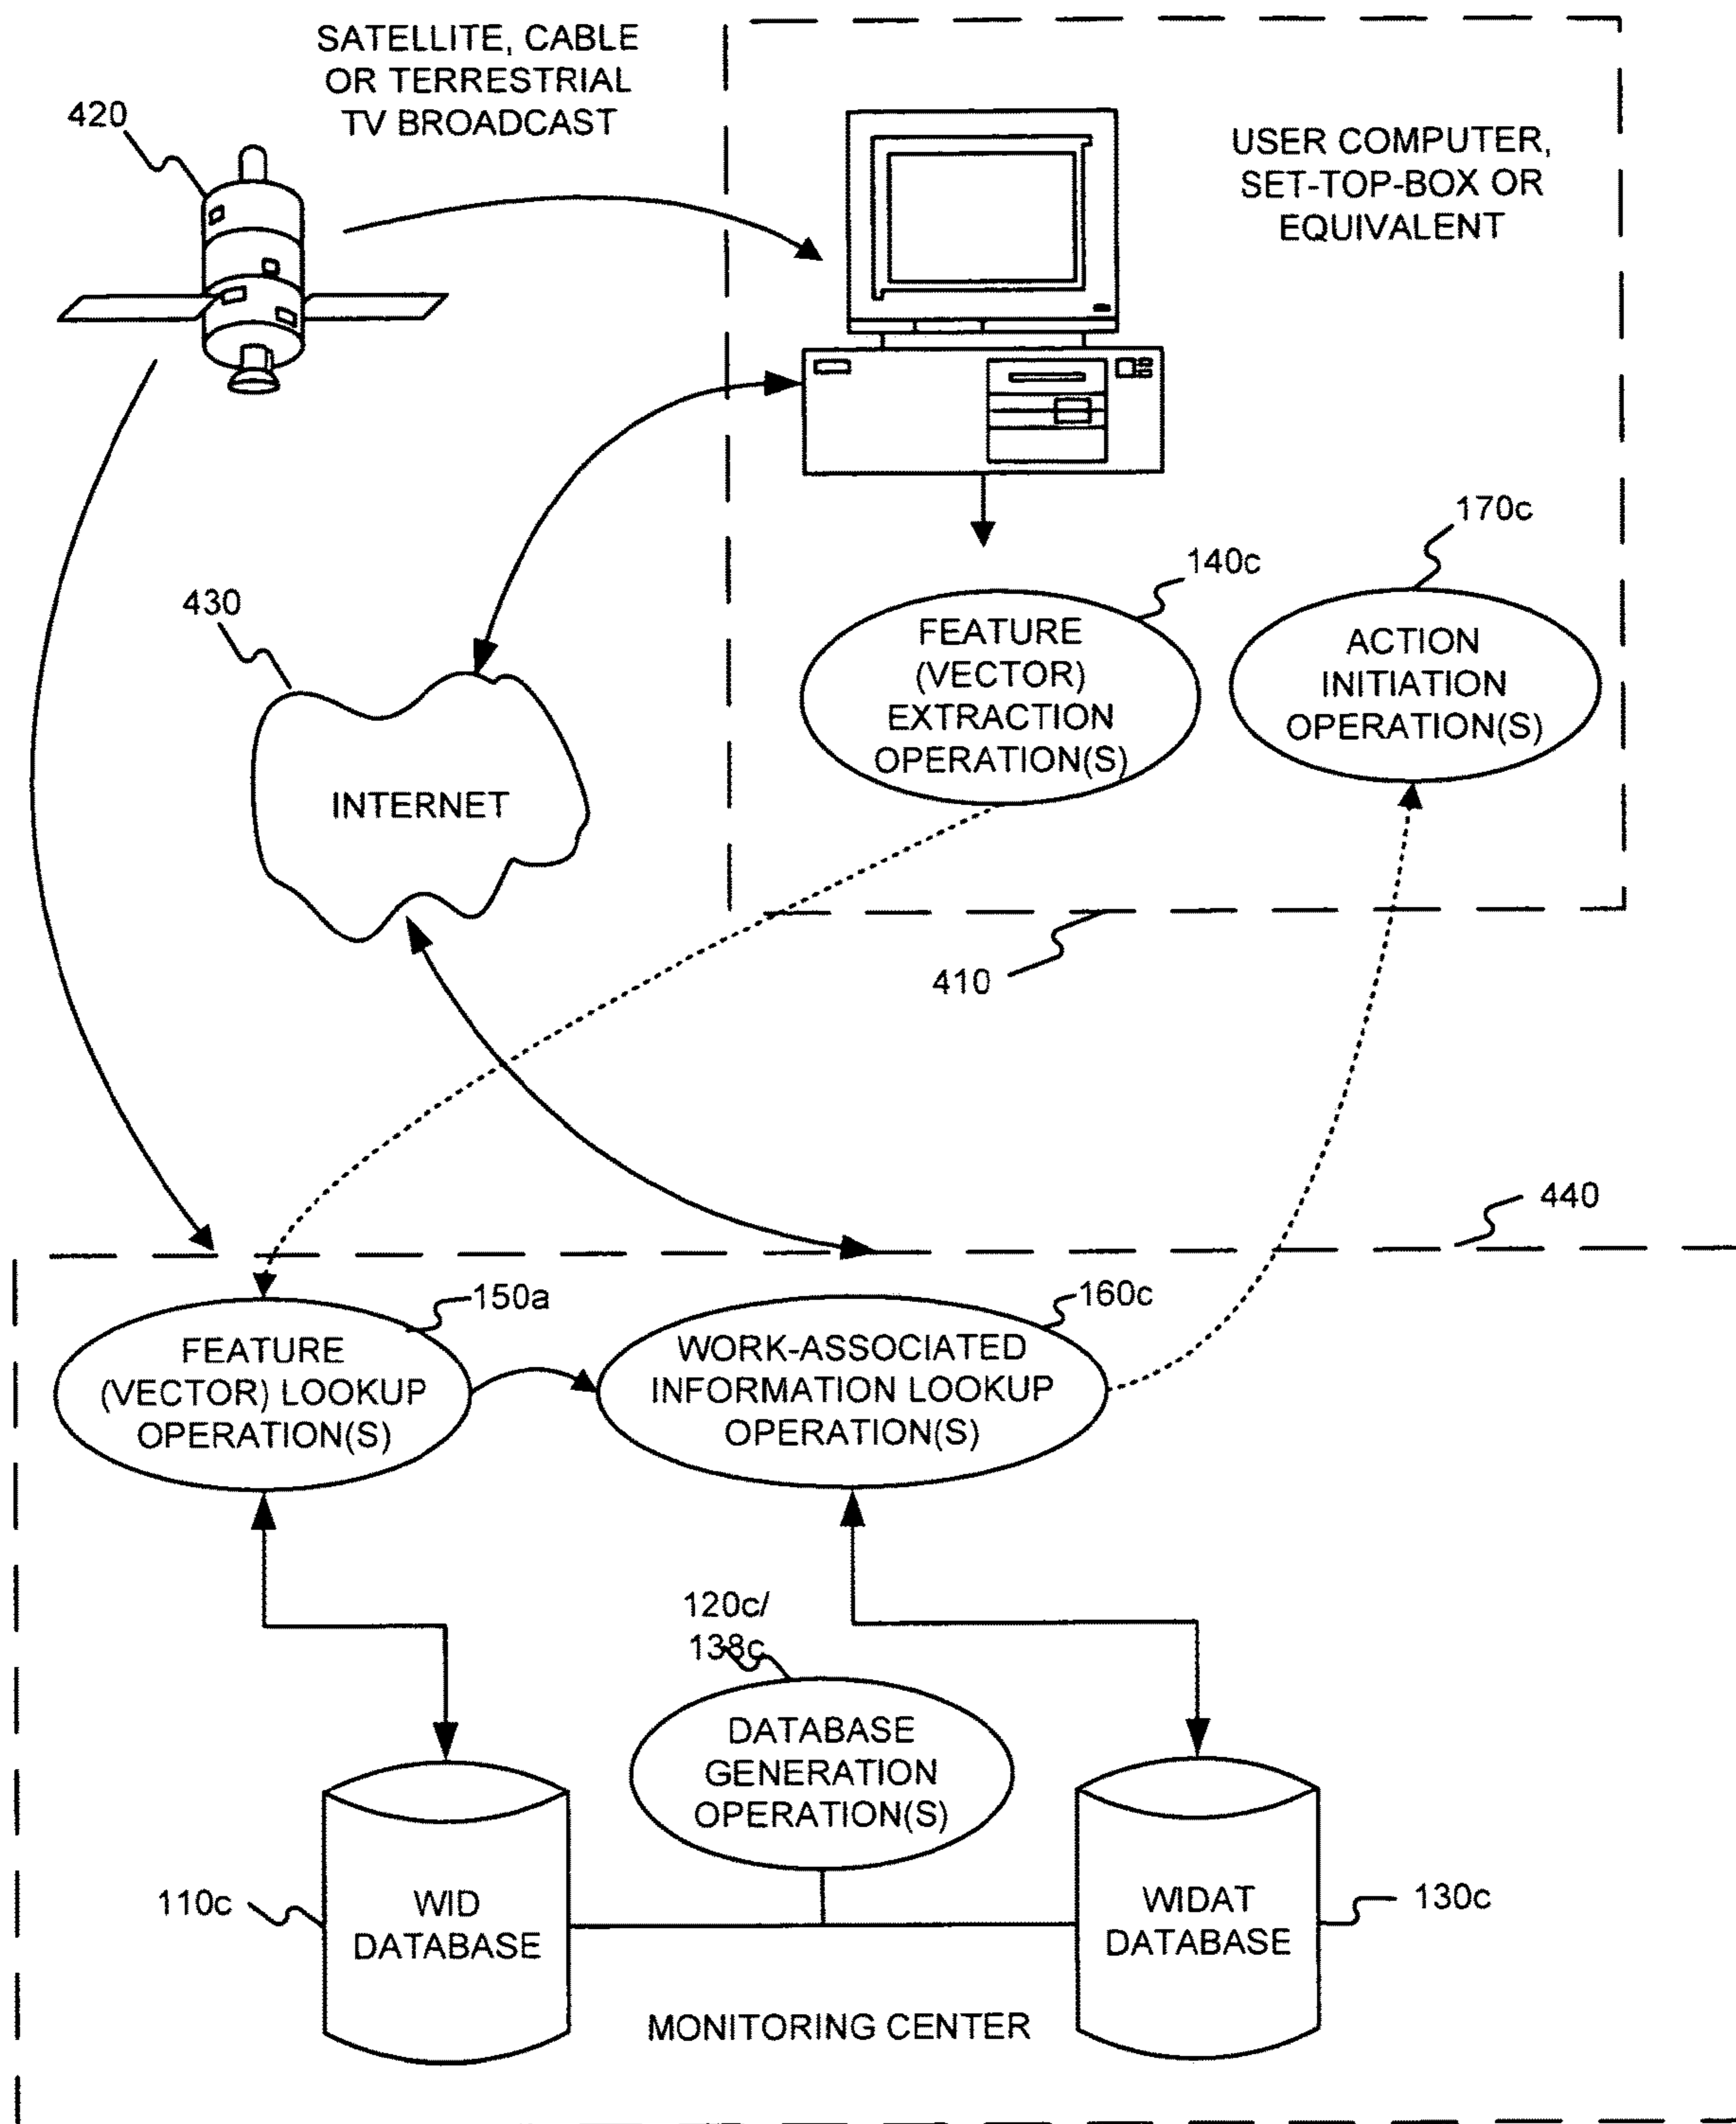 SATELLITE, CABLE
OR TERRESTRIAL
TV BROADCAST
420
USER COMPUTER,
SET-TOP-BOX OR
EQUIVALENT
170c
140c
430
FEATURE
(VECTOR)
EXTRACTION
OPERATION(S)
ACTION
INITIATION
OPERATION(S)
INTERNET
410
440
150a
160c
FEATURE
(VECTOR) LOOKUP
OPERATION(S)
WORK-ASSOCIATED
INFORMATION LOOKUP
OPERATION(S)
120c/
138c
DATABASE
GENERATION
OPERATION(S)
110c
WID
DATABASE
WIDAT
DATABASE
130c
MONITORING CENTER